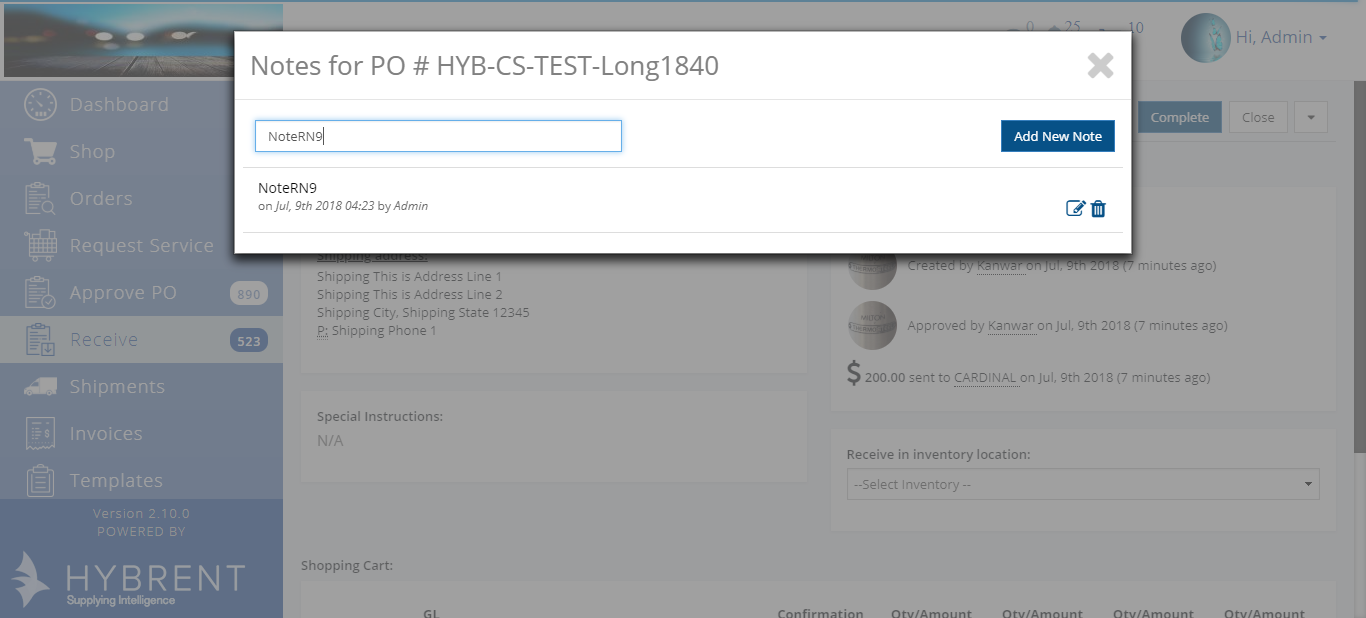 0 25 10
Hi, Admin
Notes for PO # HYB-CS-TEST-Long1840
NoteRN9
Add New Note
NoteRN9
on Jul, 9th 2018 04:23 by Admin
Complete
Close
Dashboard
Shop
Orders
Request Service
Approve PO 890
Receive 523
Shipments
Invoices
Templates
Version 2.10.0
POWERED BY
HYBRENT
Supplying Intelligence
Shipping address:
Shipping This is Address Line 1
Shipping This is Address Line 2
Shipping City, Shipping State 12345
P: Shipping Phone 1
Special Instructions:
N/A
Created by Kanwar on Jul, 9th 2018 (7 minutes ago)
Approved by Kanwar on Jul, 9th 2018 (7 minutes ago)
$ 200.00 sent to CARDINAL on Jul, 9th 2018 (7 minutes ago)
Receive in inventory location:
--Select Inventory --
Shopping Cart:
GL Confirmation Qty/Amount Qty/Amount Qty/Amount Qty/Amount